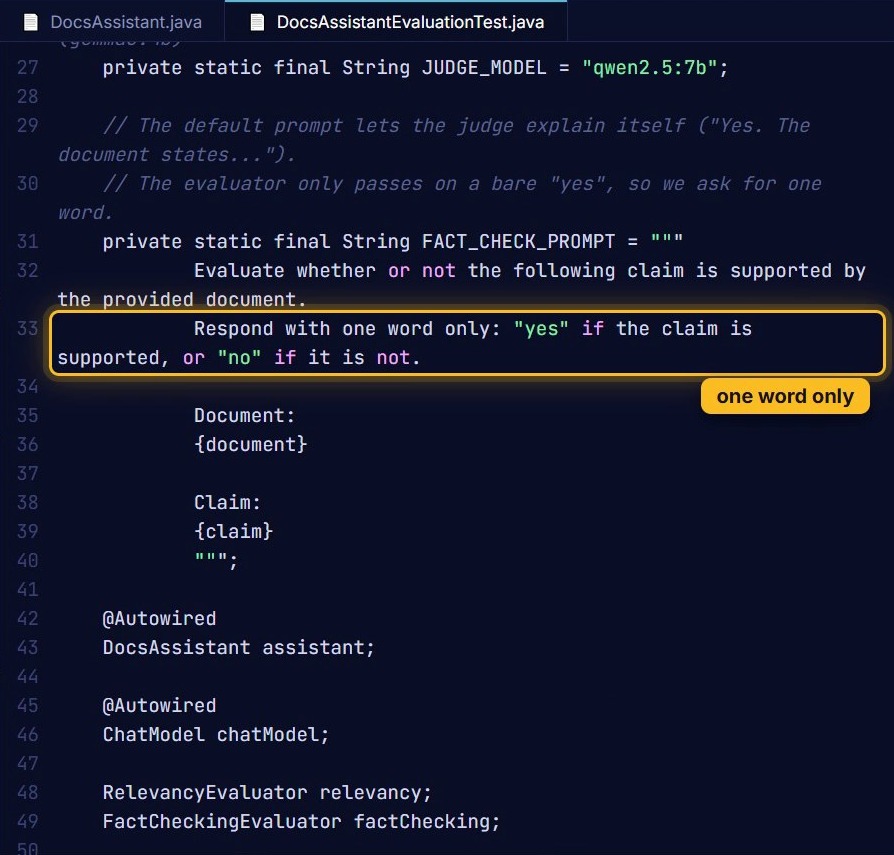 DocsAssistant.java
DocsAssistantEvaluationTest.java
27 private static final String JUDGE_MODEL = "qwen2.5:7b";
28
29 // The default prompt lets the judge explain itself ("Yes. The
document states...").
30 // The evaluator only passes on a bare "yes", so we ask for one
word.
31 private static final String FACT_CHECK_PROMPT = """
32 Evaluate whether or not the following claim is supported by
the provided document.
33 Respond with one word only: "yes" if the claim is
supported, or "no" if it is not.
34
one word only
35 Document:
36 {document}
37
38 Claim:
39 {claim}
40 """;
41
42 @Autowired
43 DocsAssistant assistant;
44
45 @Autowired
46 ChatModel chatModel;
47
48 RelevancyEvaluator relevancy;
49 FactCheckingEvaluator factChecking;
50